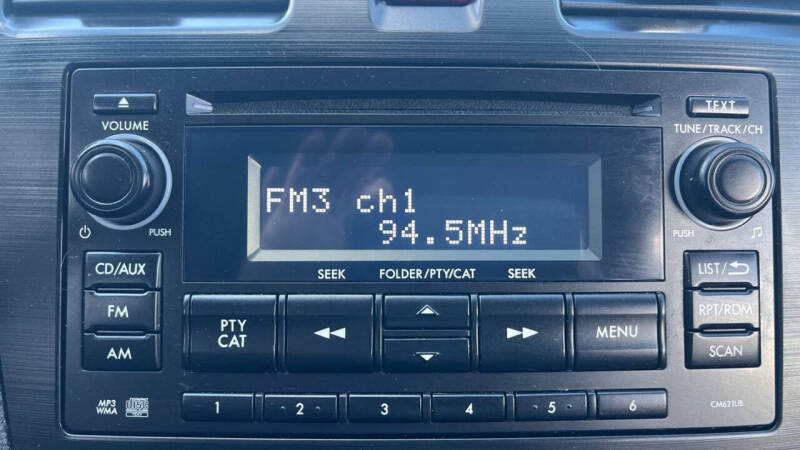 TEXT
VOLUME
TUNE/TRACK/CH
FM3 ch1
94.5MHz
PUSH
PUSH
SEEK
FOLDER/PTY/CAT
SEEK
CD/AUX
LIST/
FM
PTY
CAT
MENU
RPT/RDM
AM
SCAN
MP3
WMA
1
2
3
4
5
6
CM621UB